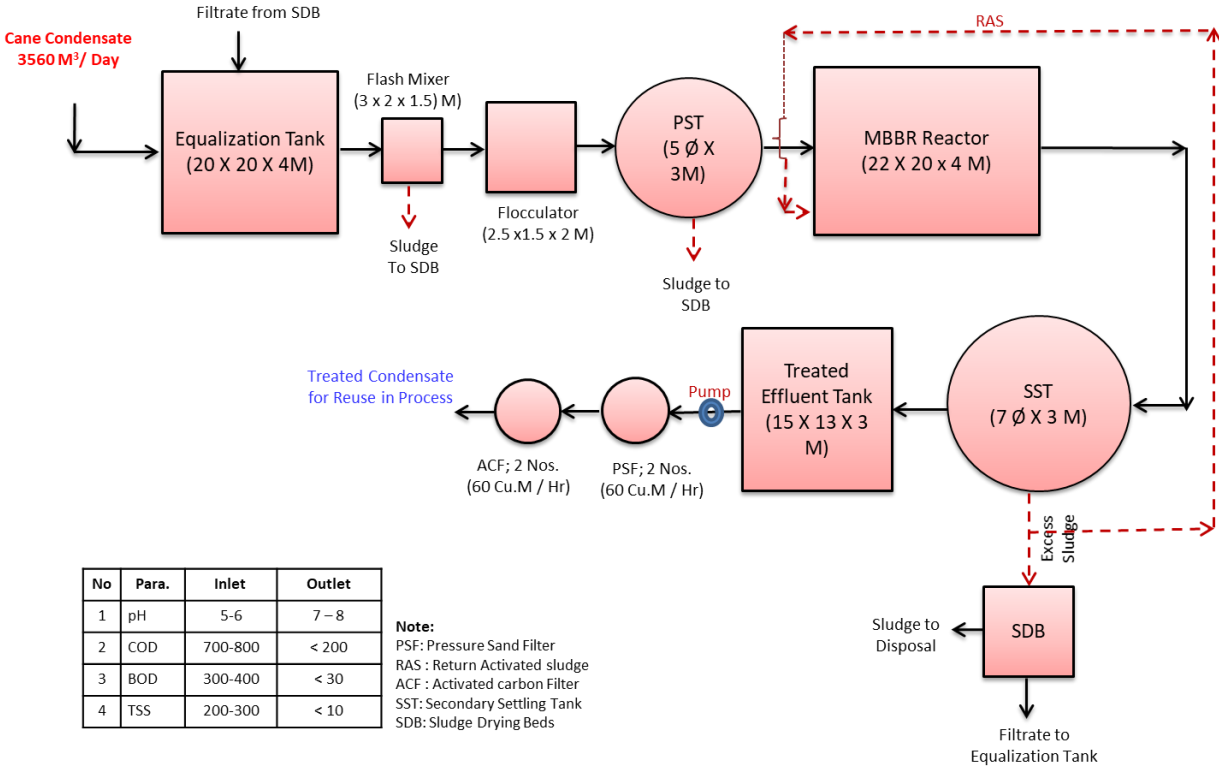 Filtrate from SDB
Cane Condensate
3560 M³/ Day
Equalization Tank
(20 X 20 X 4M)
Flash Mixer
(3 x 2 x 1.5) M)
Sludge
To SDB
Flocculator
(2.5 x1.5 x 2 M)
PST
(5 Ø X
3M)
Sludge to
SDB
RAS
MBBR Reactor
(22 X 20 x 4 M)
Treated Condensate
for Reuse in Process
ACF; 2 Nos.
(60 Cu.M / Hr)
PSF; 2 Nos.
(60 Cu.M / Hr)
Pump
Treated
Effluent Tank
(15 X 13 X 3
M)
SST
(7 Ø X 3 M)
Excess
Sludge
Sludge to
Disposal
SDB
Filtrate to
Equalization Tank
No Para. Inlet Outlet
1 pH 5-6 7 – 8
2 COD 700-800 < 200
3 BOD 300-400 < 30
4 TSS 200-300 < 10
Note:
PSF: Pressure Sand Filter
RAS : Return Activated sludge
ACF : Activated carbon Filter
SST: Secondary Settling Tank
SDB: Sludge Drying Beds